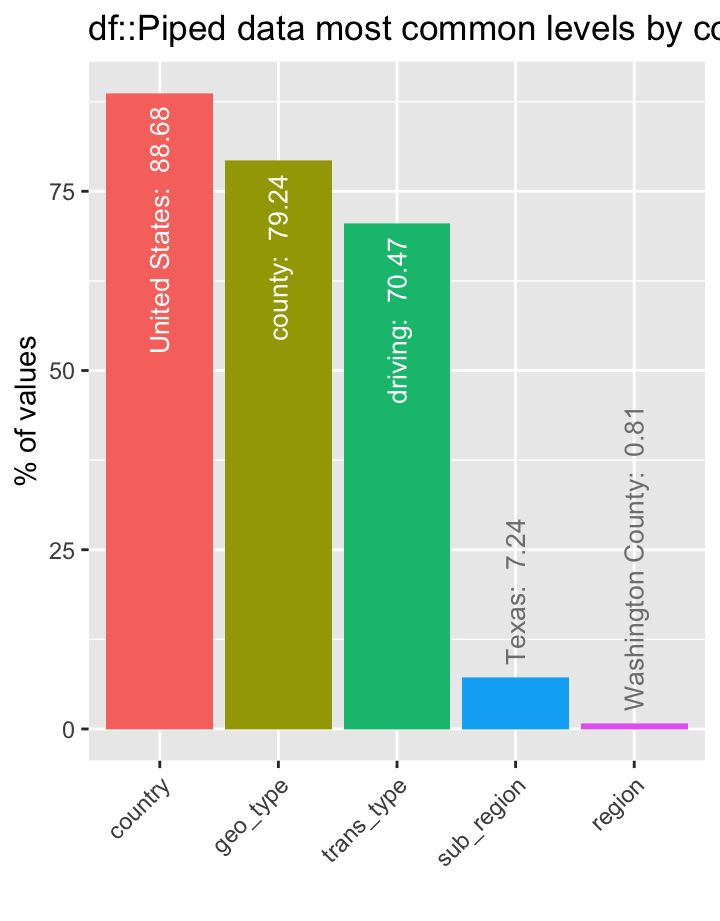 df::Piped data most common levels by co
% of values
75
50
25
0
United States: 88.68
county: 79.24
driving: 70.47
Texas: 7.24
Washington County: 0.81
country
geo_type
trans_type
sub_region
region